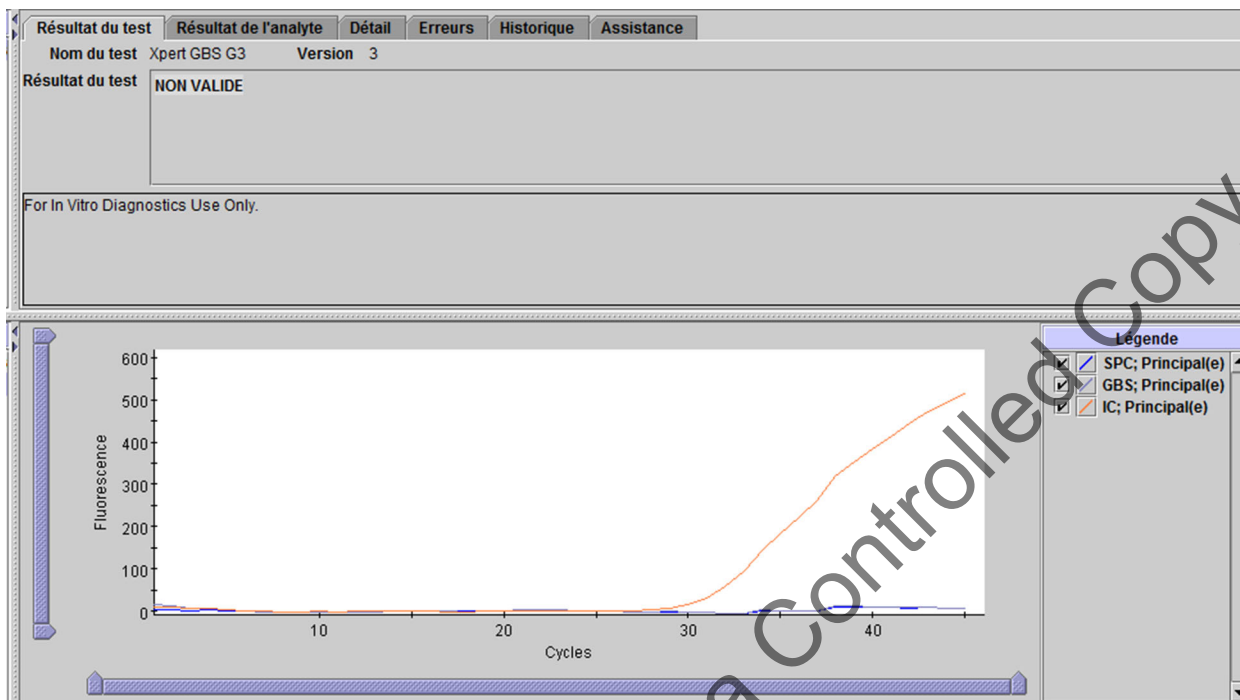 Résultat du test Résultat de l'analyte Détail Erreurs Historique Assistance
Nom du test Xpert GBS G3 Version 3
Résultat du test NON VALIDE
For In Vitro Diagnostics Use Only.
Légende
SPC; Principal(e)
GBS; Principal(e)
IC; Principal(e)
Fluorescence
600
500
400
300
200
100
0
10 20 30 40
Cycles
a Controlled Copy